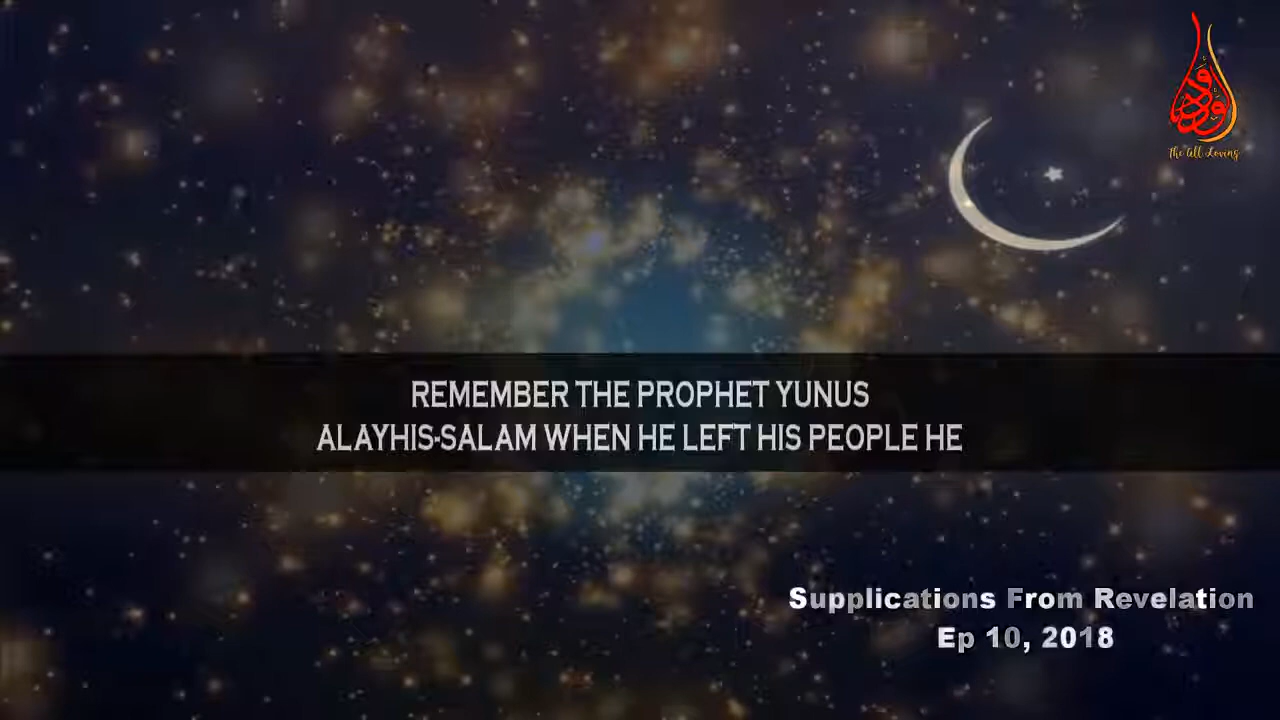 The All Loving
REMEMBER THE PROPHET YUNUS
ALAYHIS-SALAM WHEN HE LEFT HIS PEOPLE HE
Supplications From Revelation
Ep 10, 2018